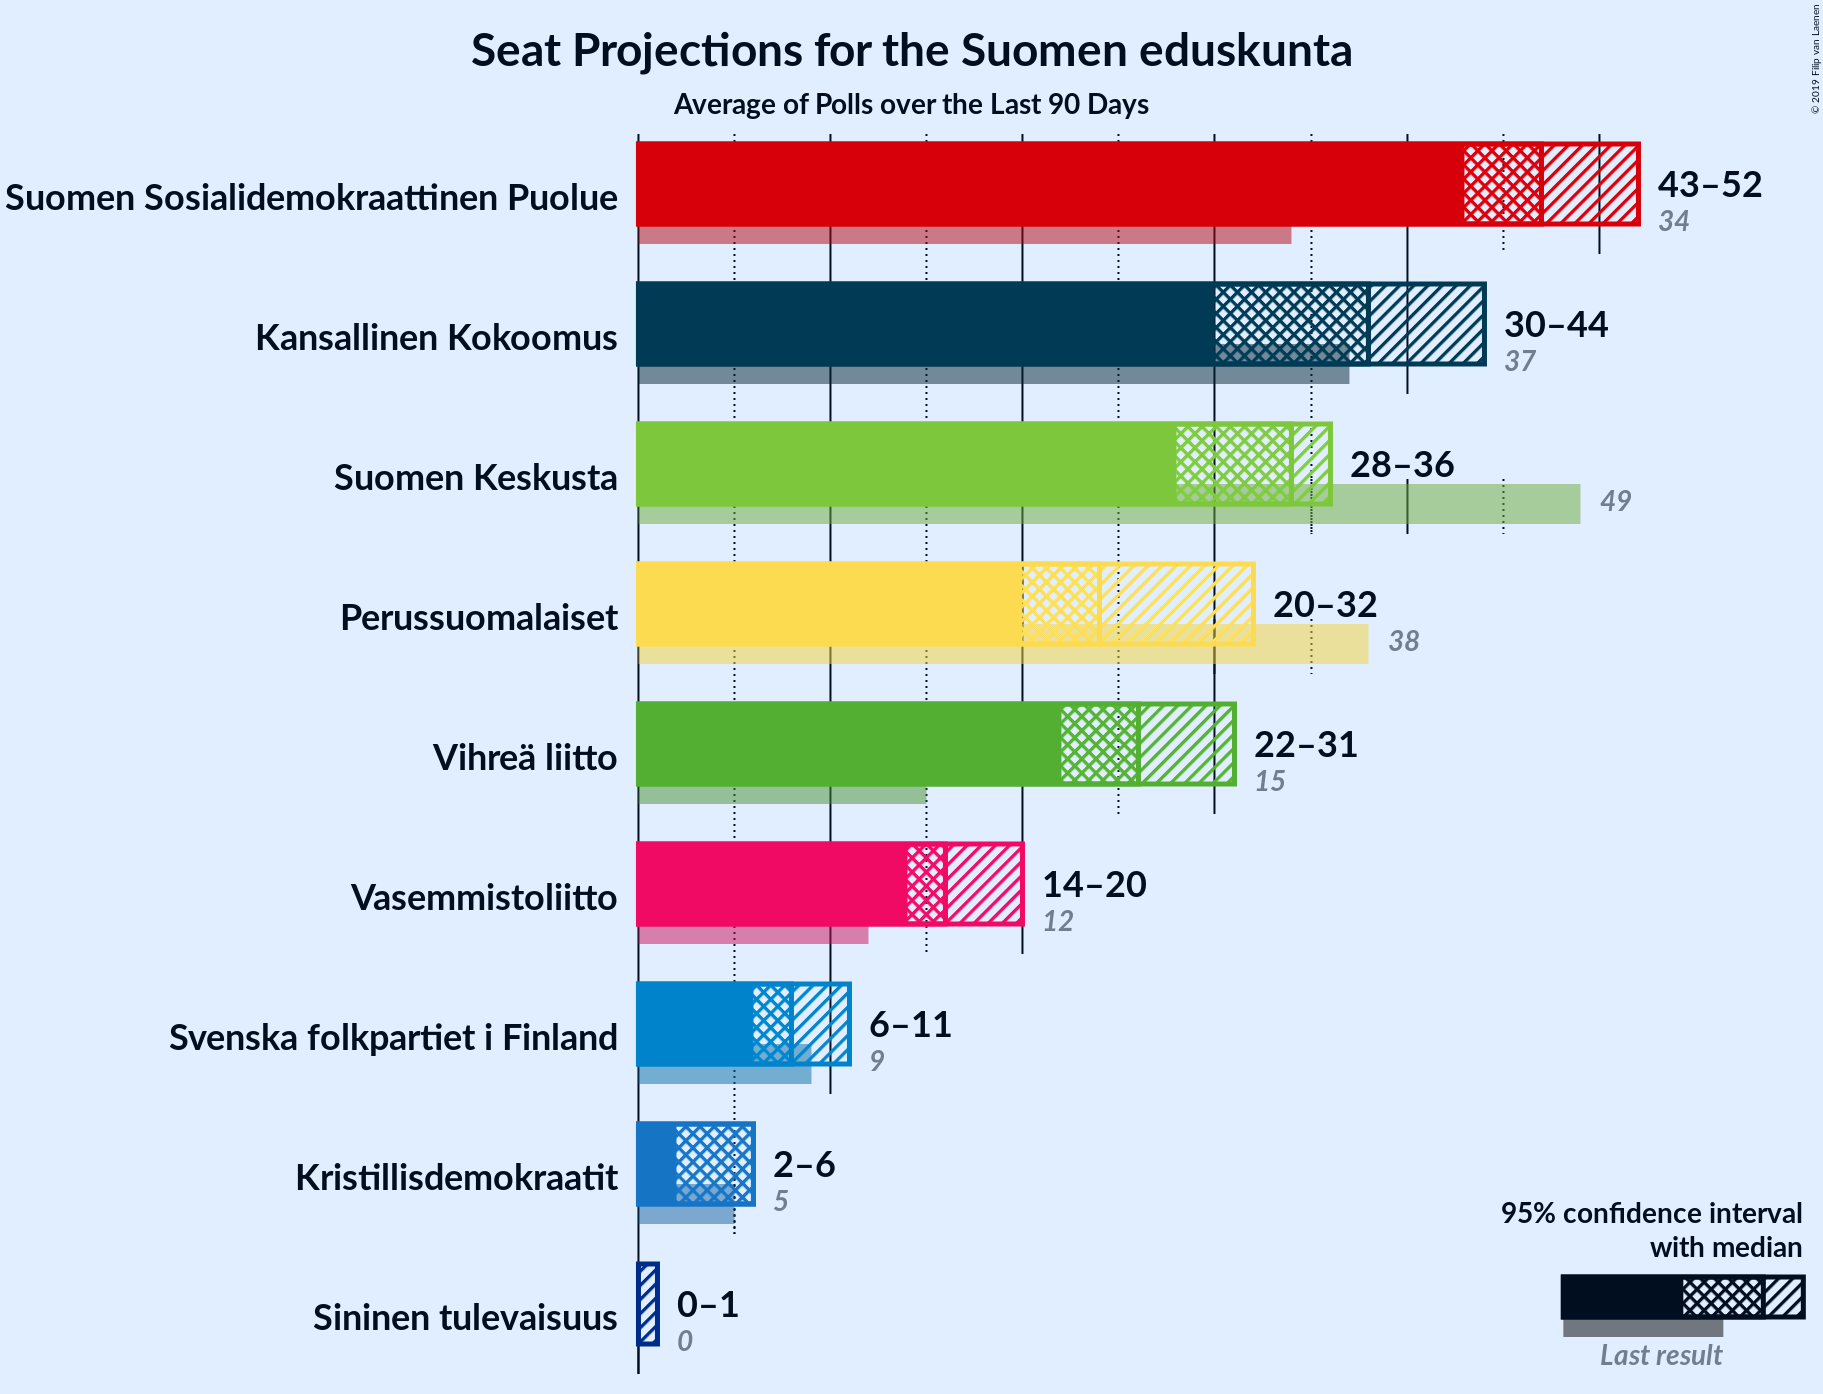 Seat Projections for the Suomen eduskunta
Average of Polls over the Last 90 Days
© 2019 Filip van Laenen
Suomen Sosialidemokraattinen Puolue
43–52
34
Kansallinen Kokoomus
30–44
37
Suomen Keskusta
28–36
49
Perussuomalaiset
20–32
38
Vihreä liitto
22–31
15
Vasemmistoliitto
14–20
12
Svenska folkpartiet i Finland
6–11
9
Kristillisdemokraatit
2–6
5
Sininen tulevaisuus
0–1
0
95% confidence interval
with median
Last result